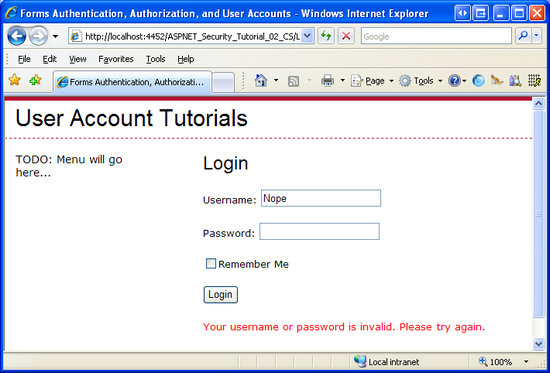 Forms Authentication, Authorization, and User Accounts - Windows Internet Explorer
http://localhost:4452/ASPNET_Security_Tutorial_02_CS/L
Google
File Edit View Favorites Tools Help
Forms Authentication, Authorizati...
Page Tools
User Account Tutorials
TODO: Menu will go
here...
Login
Username: Nope
Password:
Remember Me
Login
Your username or password is invalid. Please try again.
Local intranet 100%